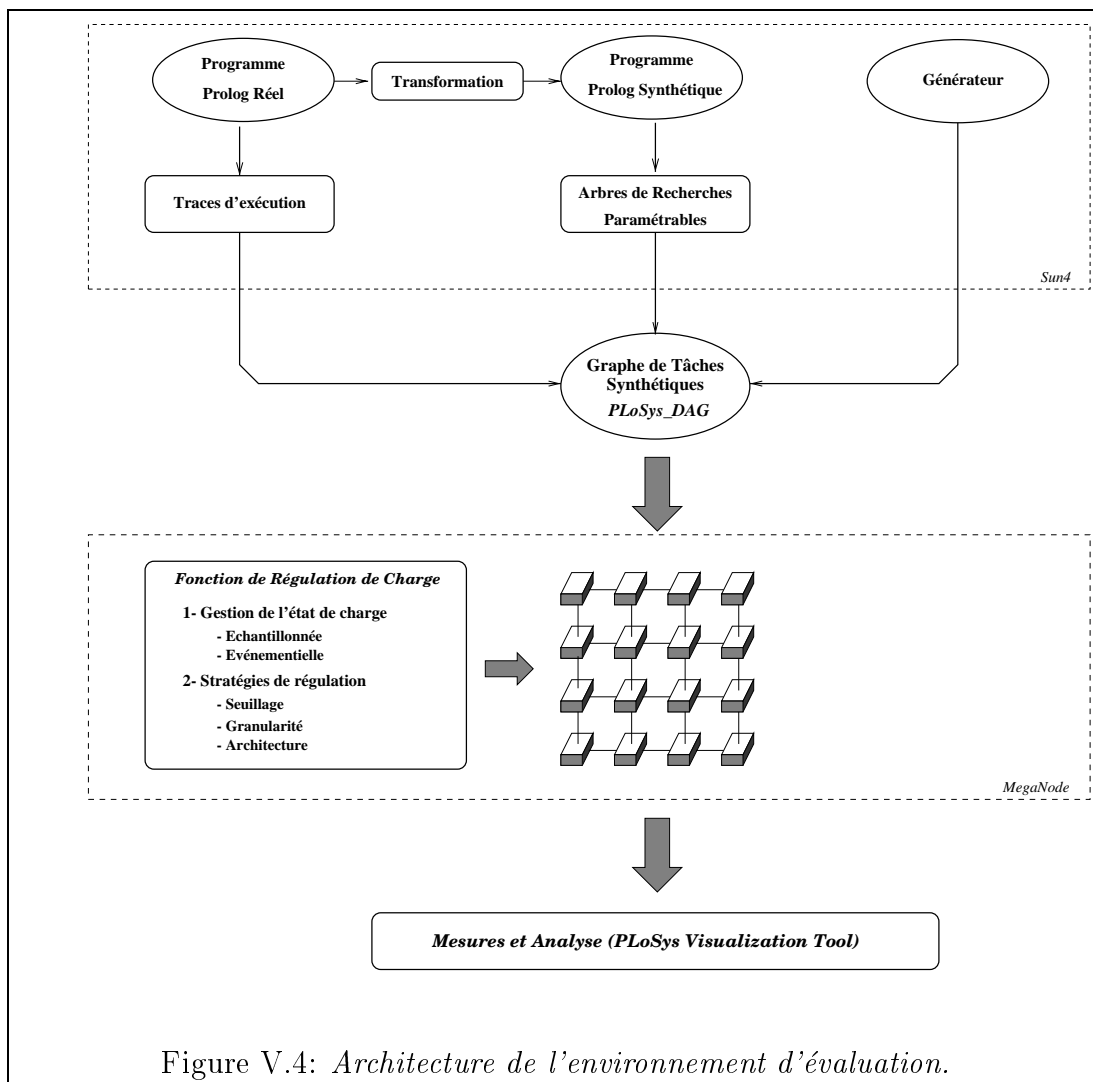 Programme
Prolog Réel
Transformation
Programme
Prolog Synthétique
Générateur
Traces d'exécution
Arbres de Recherches
Paramétrables
Sun4
Graphe de Tâches
Synthétiques
PLoSys_DAG
Fonction de Régulation de Charge
1- Gestion de l'état de charge
- Echantillonnée
- Evénementielle
2- Stratégies de régulation
- Seuillage
- Granularité
- Architecture
MegaNode
Mesures et Analyse (PLoSys Visualization Tool)
Figure V.4: Architecture de l'environnement d'évaluation.